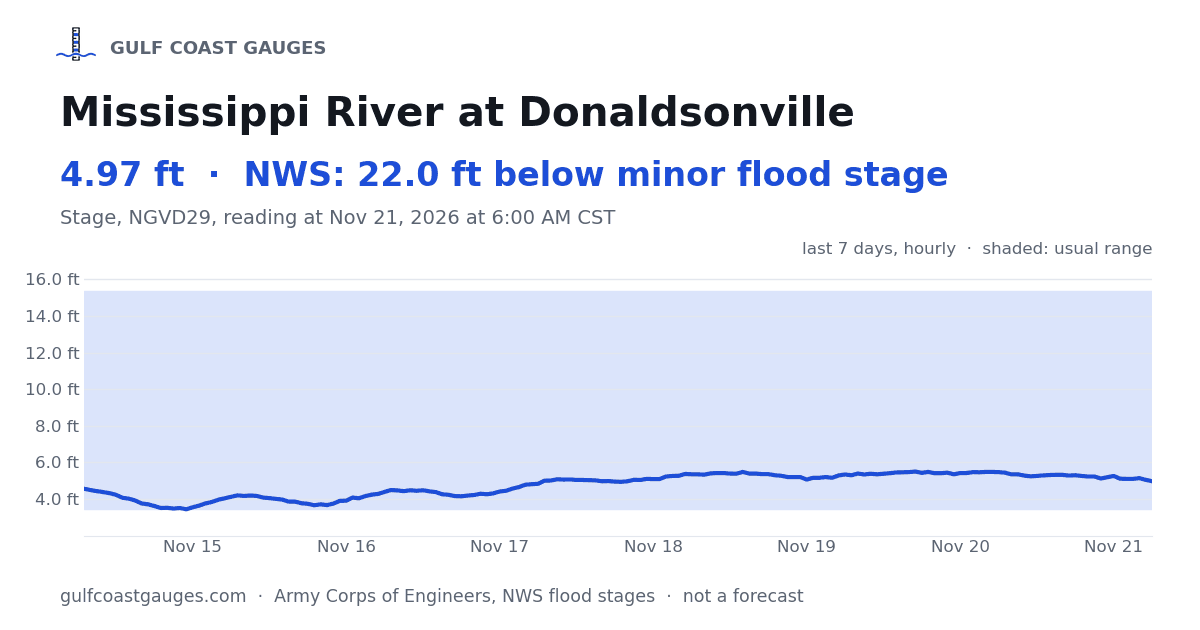 GULF COAST GAUGES
Mississippi River at Donaldsonville
4.97 ft · NWS: 22.0 ft below minor flood stage
Stage, NGVD29, reading at Nov 21, 2026 at 6:00 AM CST
last 7 days, hourly · shaded: usual range
16.0 ft
14.0 ft
12.0 ft
10.0 ft
8.0 ft
6.0 ft
4.0 ft
Nov 15 Nov 16 Nov 17 Nov 18 Nov 19 Nov 20 Nov 21
gulfcoastgauges.com · Army Corps of Engineers, NWS flood stages · not a forecast